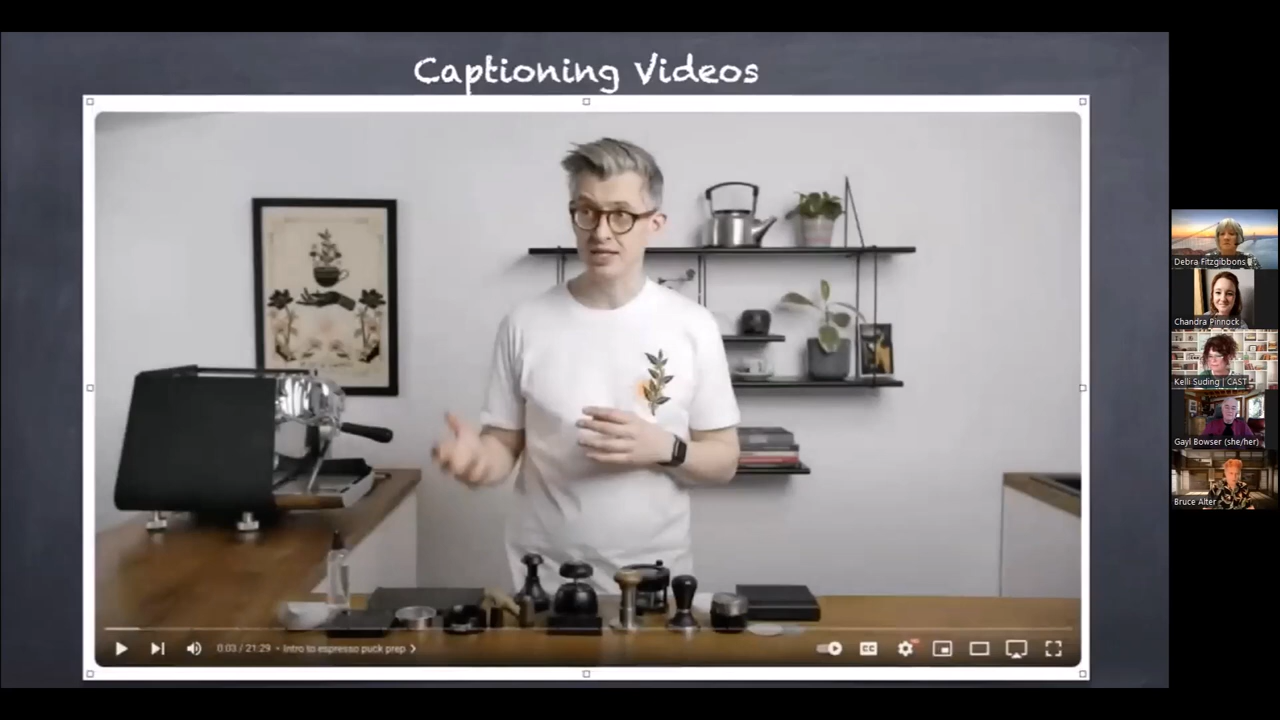 Captioning Videos
0:03 / 21:29 • Intro to espresso puck prep >
CC
Debra Fitzgibbons
Chandra Pinnock
Kelli Suding | CAST
Gayl Bowser (she/her)
Bruce Alter